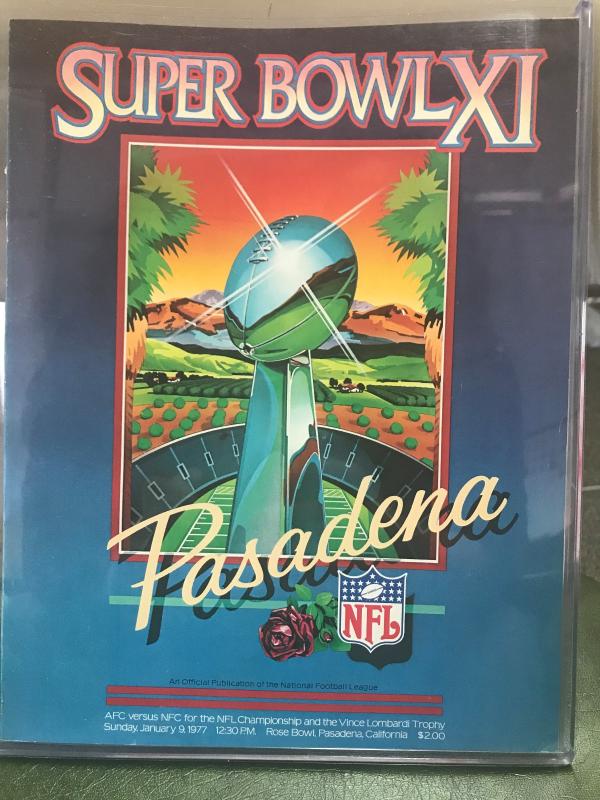 SUPER BOWL XI
Pasadena
NFL
An Official Publication of the National Football League
AFC versus NFC for the NFL Championship and the Vince Lombardi Trophy
Sunday, January 9, 1977 12:30 P.M. Rose Bowl, Pasadena, California $2.00